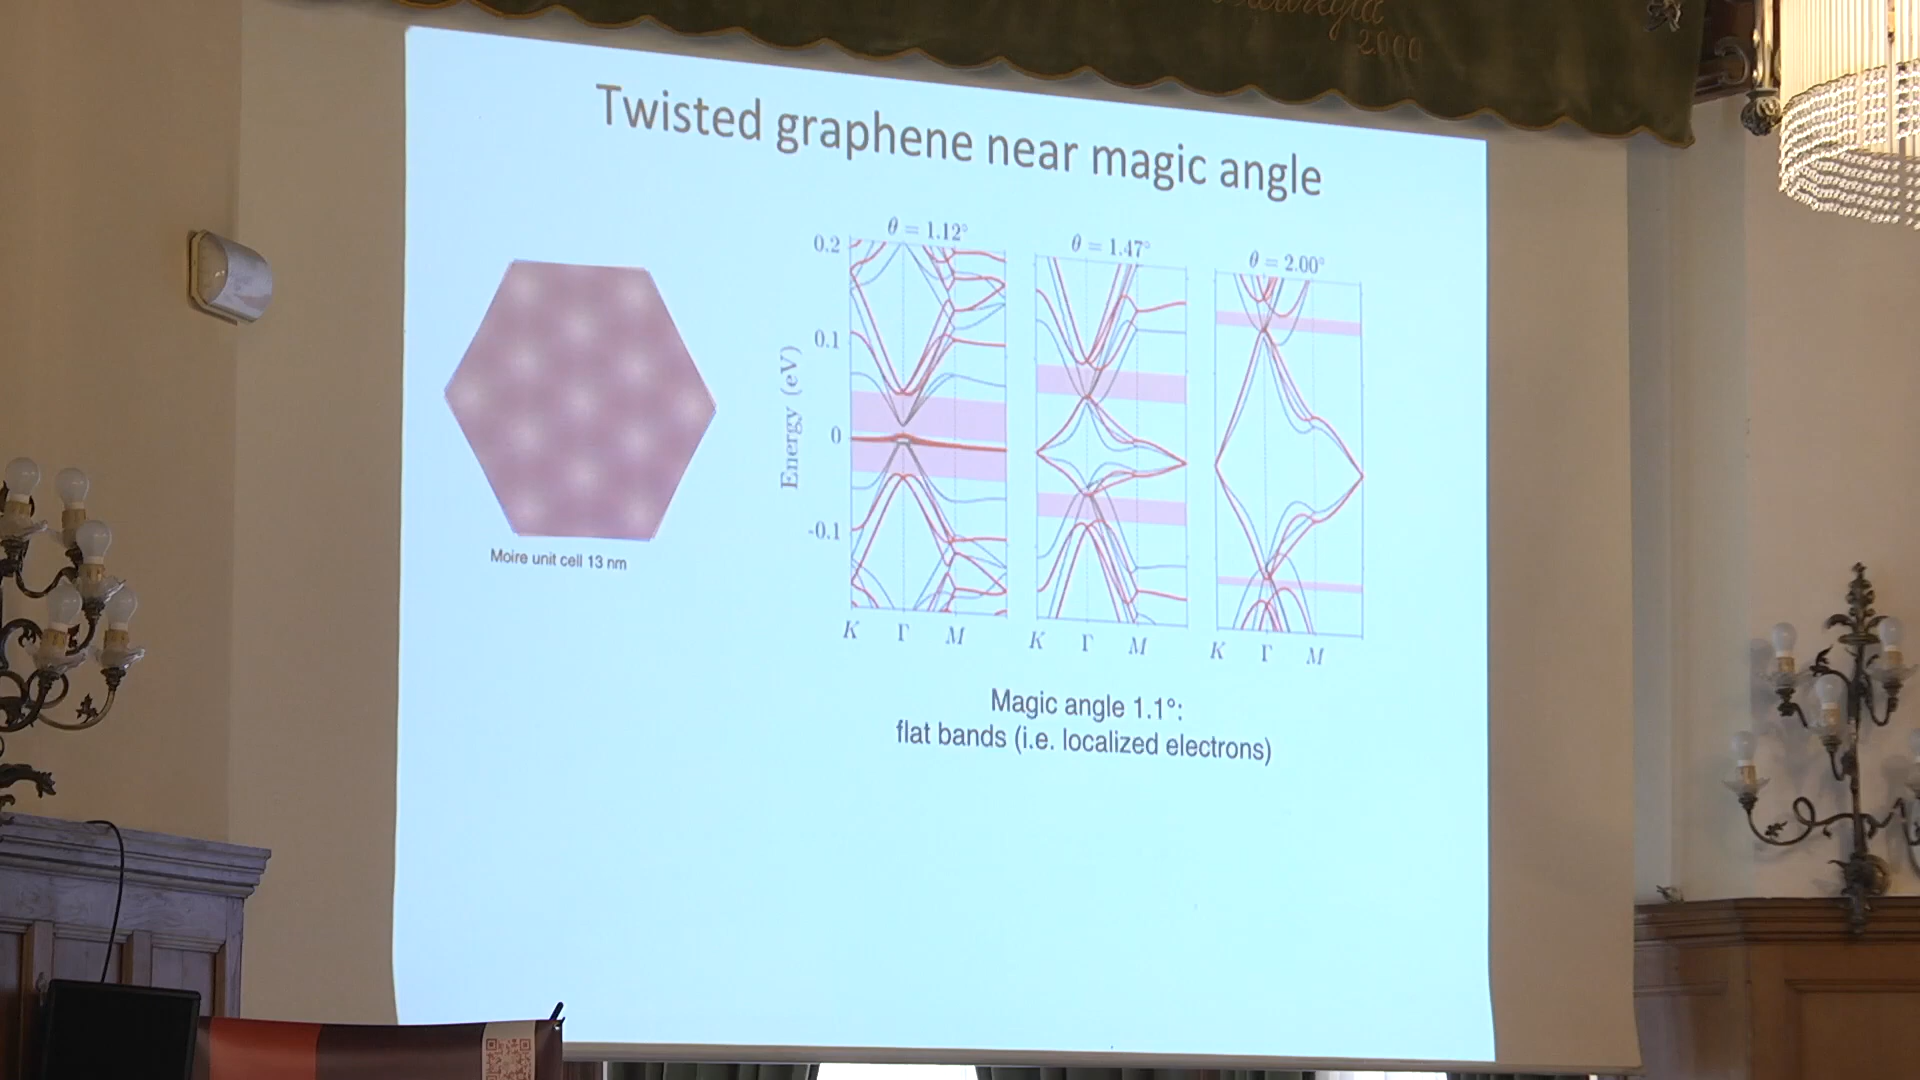 2000
Twisted graphene near magic angle
θ = 1.12°
θ = 1.47°
θ = 2.00°
0.2
0.1
0
-0.1
Energy (eV)
K Γ M
K Γ M
K Γ M
Moire unit cell 13 nm
Magic angle 1.1°:
flat bands (i.e. localized electrons)